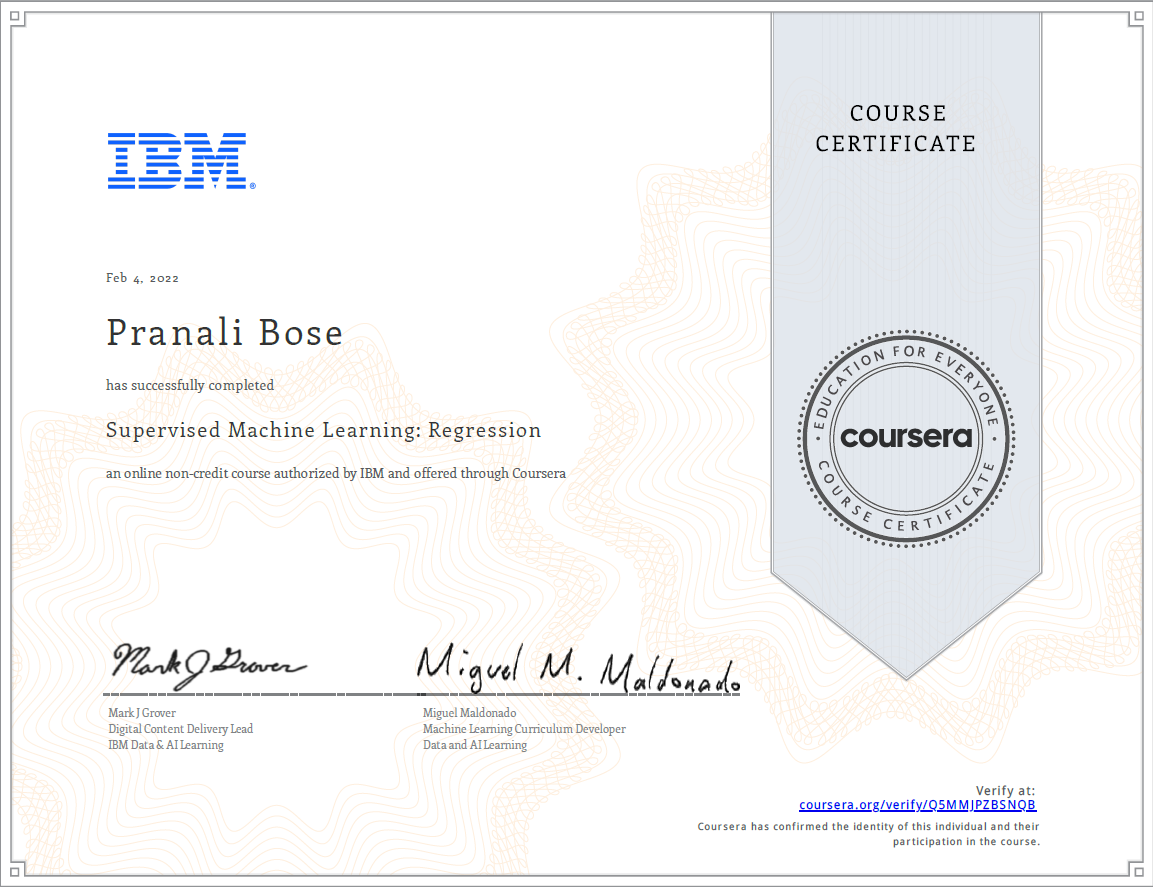 IBM®
COURSE
CERTIFICATE
Feb 4, 2022
Pranali Bose
has successfully completed
Supervised Machine Learning: Regression
an online non-credit course authorized by IBM and offered through Coursera
EDUCATION FOR EVERYONE
coursera
COURSE CERTIFICATE
Mark J Grover
Miguel M. Maldonado
Mark J Grover
Digital Content Delivery Lead
IBM Data & AI Learning
Miguel Maldonado
Machine Learning Curriculum Developer
Data and AI Learning
Verify at:
coursera.org/verify/Q5MMJPZBSNQB
Coursera has confirmed the identity of this individual and their
participation in the course.